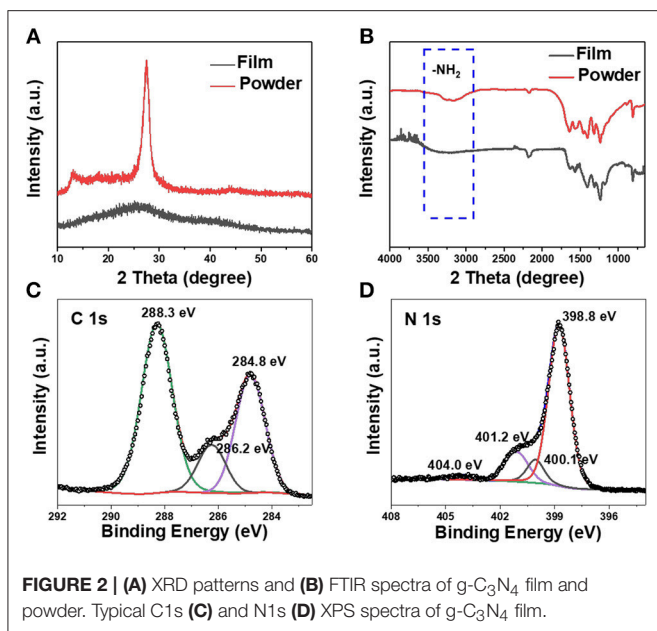 A
Film
Powder
Intensity (a.u.)
10 20 30 40 50 60
2 Theta (degree)
B
-NH₂
Film
Powder
Intensity (a.u.)
4000 3500 3000 2500 2000 1500 1000
2 Theta (degree)
C
C 1s
288.3 eV
284.8 eV
286.2 eV
Intensity (a.u.)
292 290 288 286 284
Binding Energy (eV)
D
N 1s
398.8 eV
401.2 eV
400.1 eV
404.0 eV
Intensity (a.u.)
408 405 402 399 396
Binding Energy (eV)
FIGURE 2 | (A) XRD patterns and (B) FTIR spectra of g-C₃N₄ film and
powder. Typical C1s (C) and N1s (D) XPS spectra of g-C₃N₄ film.